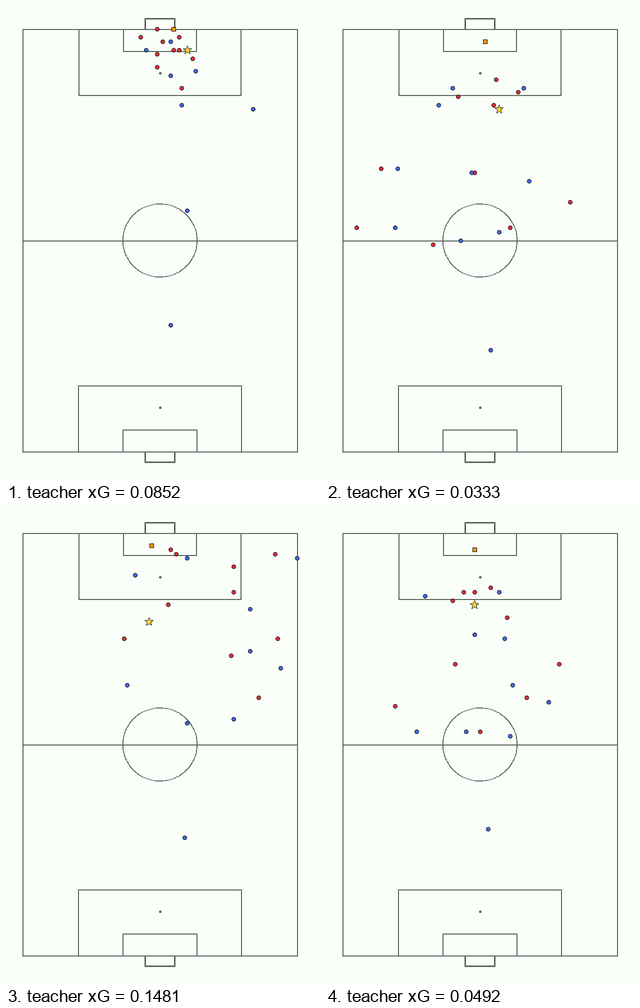 1. teacher xG = 0.0852
2. teacher xG = 0.0333
3. teacher xG = 0.1481
4. teacher xG = 0.0492